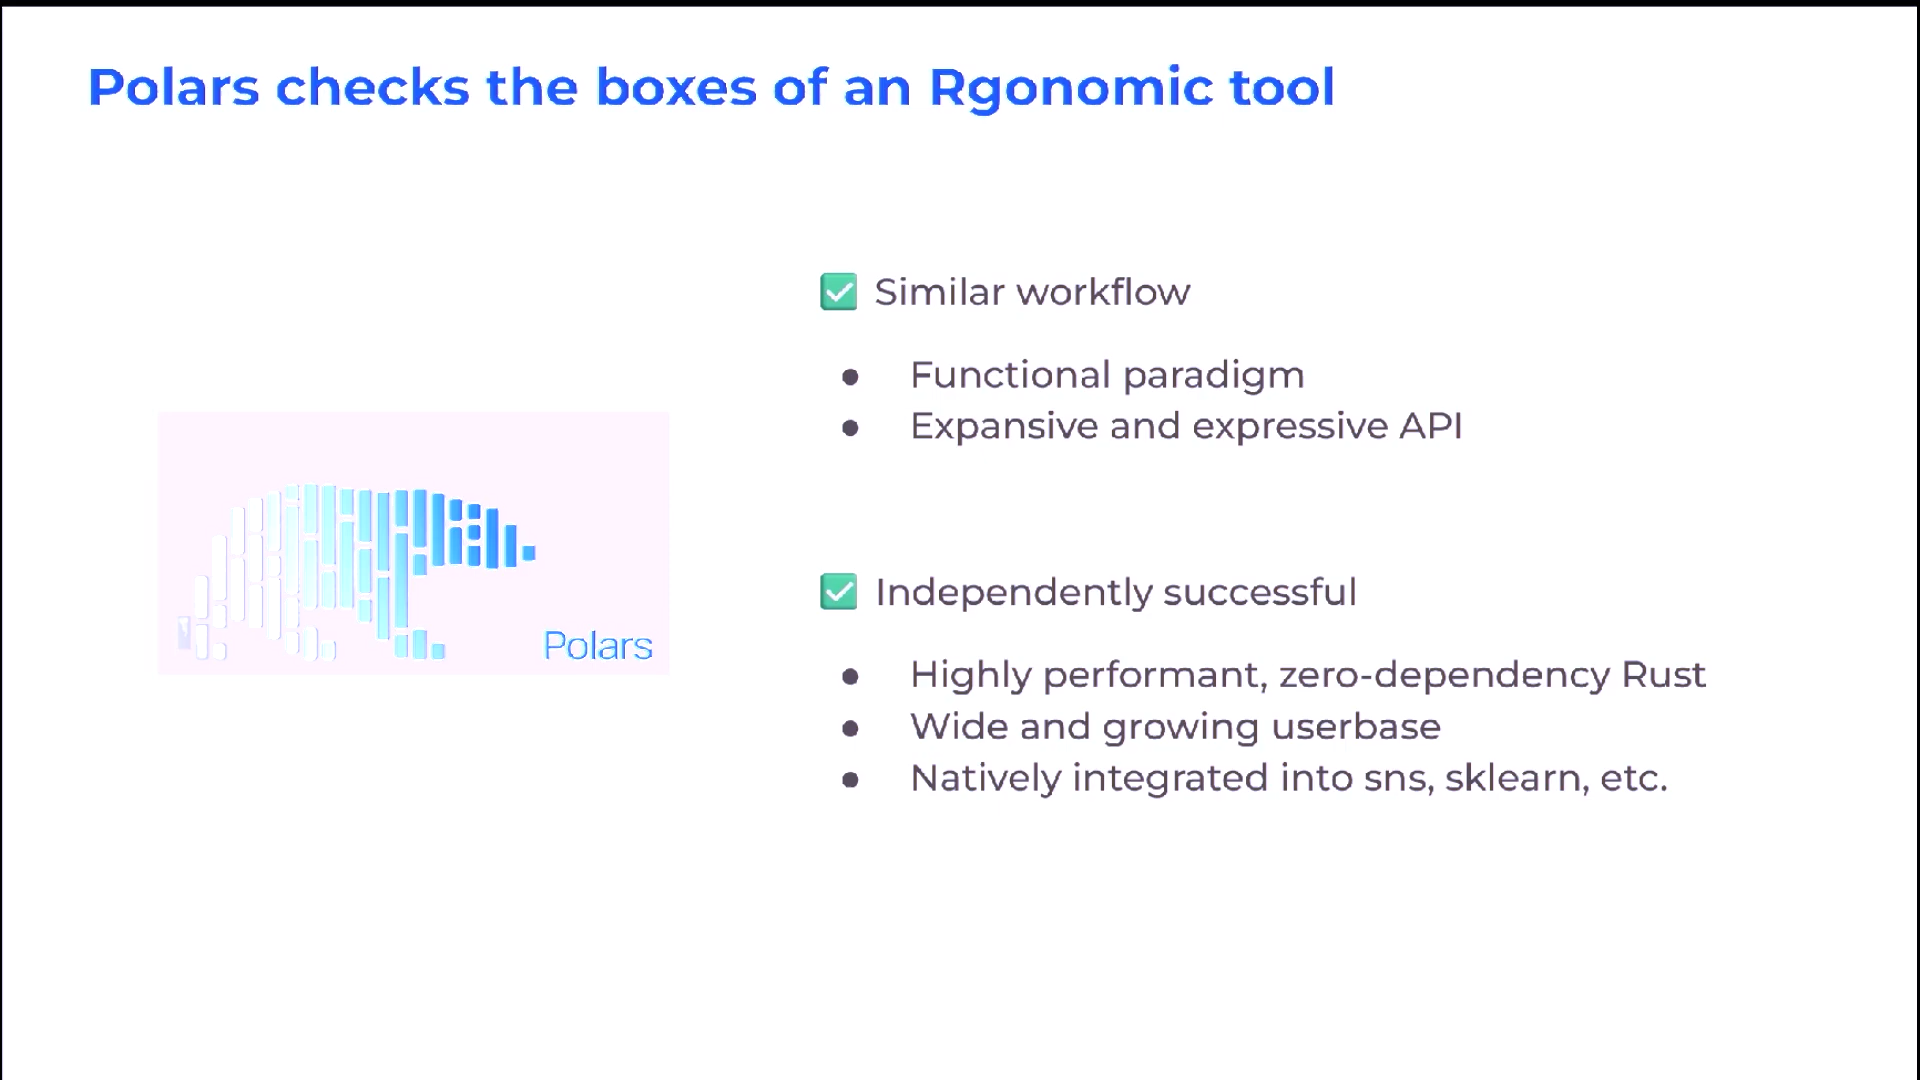 Polars checks the boxes of an Rgonomic tool
✅ Similar workflow
● Functional paradigm
● Expansive and expressive API
Polars
✅ Independently successful
● Highly performant, zero-dependency Rust
● Wide and growing userbase
● Natively integrated into sns, sklearn, etc.